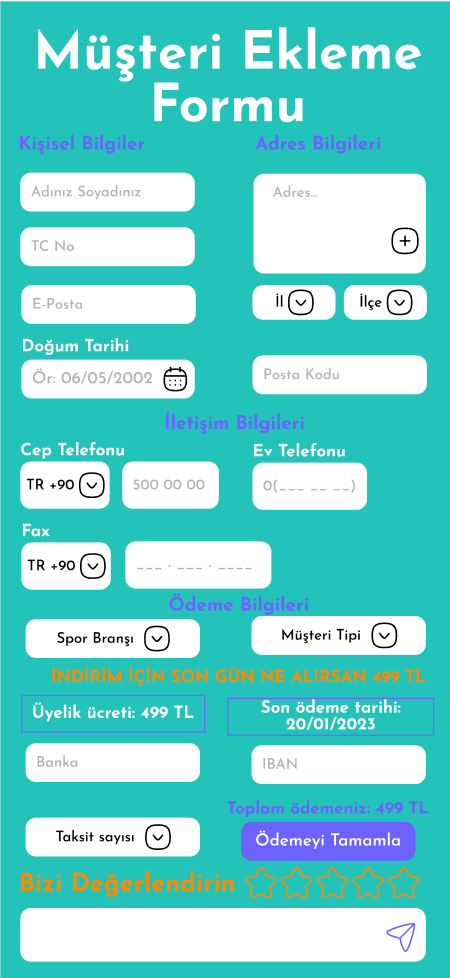 Müşteri Ekleme
Formu
Kişisel Bilgiler
Adres Bilgileri
Adınız Soyadınız
Adres...
TC No
E-Posta
İl
İlçe
Doğum Tarihi
Ör: 06/05/2002
Posta Kodu
İletişim Bilgileri
Cep Telefonu
Ev Telefonu
TR +90
500 00 00
0(___ __ __)
Fax
TR +90
___ - ___ - ____
Ödeme Bilgileri
Spor Branşı
Müşteri Tipi
İNDİRİM İÇİN SON GÜN NE ALIRSAN 499 TL
Üyelik ücreti: 499 TL
Son ödeme tarihi:
20/01/2023
Banka
IBAN
Toplam ödemeniz: 499 TL
Taksit sayısı
Ödemeyi Tamamla
Bizi Değerlendirin